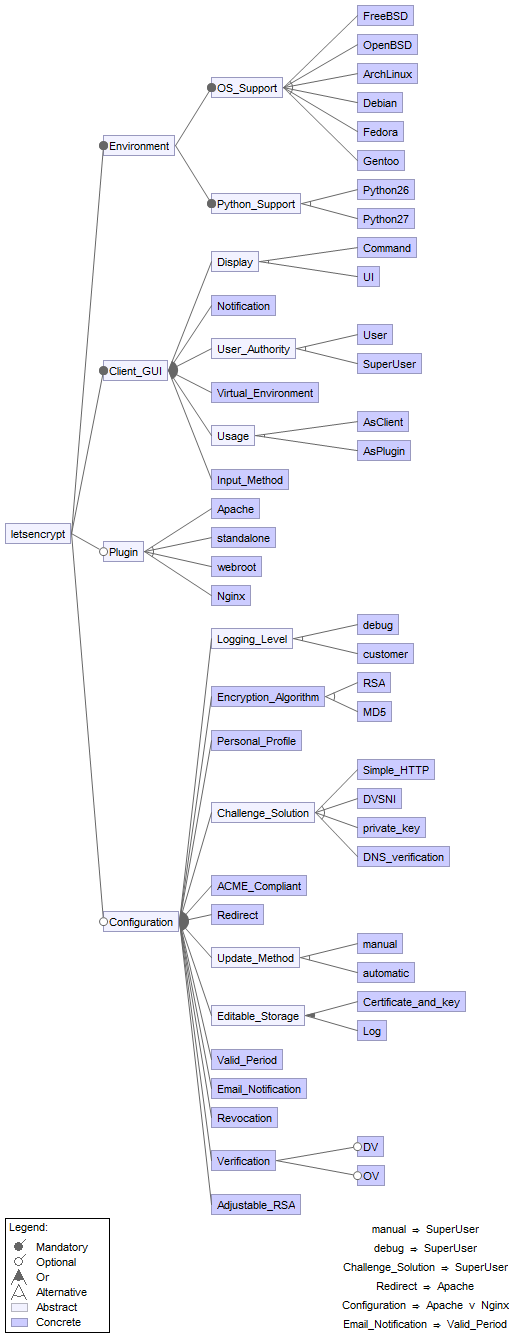 FreeBSD
OpenBSD
OS_Support
ArchLinux
Debian
Fedora
Environment
Gentoo
Python26
Python_Support
Python27
Command
Display
UI
Notification
User
User_Authority
SuperUser
Client_GUI
Virtual_Environment
AsClient
Usage
AsPlugin
Input_Method
Apache
letsencrypt
standalone
Plugin
webroot
Nginx
debug
Logging_Level
customer
RSA
Encryption_Algorithm
MD5
Personal_Profile
Simple_HTTP
DVSNI
Challenge_Solution
private_key
DNS_verification
ACME_Compliant
Redirect
Configuration
manual
Update_Method
automatic
Certificate_and_key
Editable_Storage
Log
Valid_Period
Email_Notification
Revocation
DV
Verification
OV
Adjustable_RSA
Legend:
Mandatory
Optional
Or
Alternative
Abstract
Concrete
manual ⇒ SuperUser
debug ⇒ SuperUser
Challenge_Solution ⇒ SuperUser
Redirect ⇒ Apache
Configuration ⇒ Apache ∨ Nginx
Email_Notification ⇒ Valid_Period